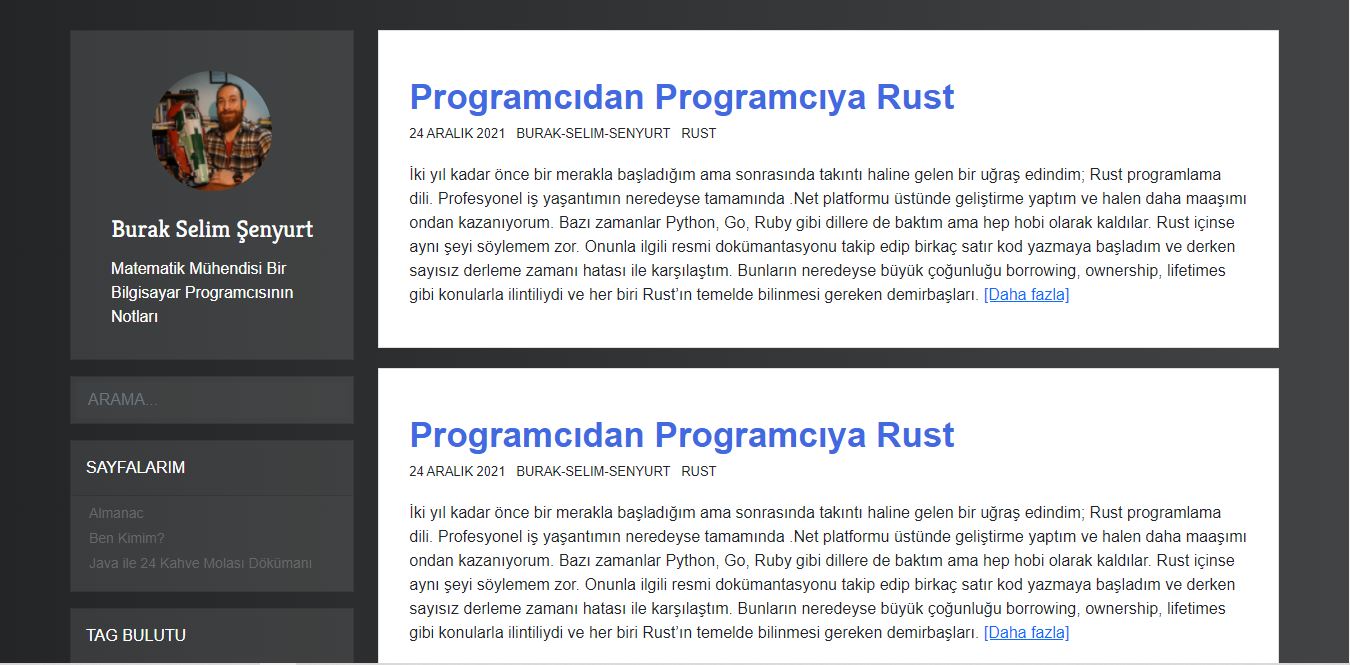 Burak Selim Şenyurt
Matematik Mühendisi Bir
Bilgisayar Programcısının
Notları
ARAMA...
SAYFALARIM
Almanac
Ben Kimim?
Java ile 24 Kahve Molası Dökümanı
TAG BULUTU
Programcıdan Programcıya Rust
24 ARALIK 2021 BURAK-SELIM-SENYURT RUST
İki yıl kadar önce bir merakla başladığım ama sonrasında takıntı haline gelen bir uğraş edindim; Rust programlama
dili. Profesyonel iş yaşantımın neredeyse tamamında .Net platformu üstünde geliştirme yaptım ve halen daha maaşımı
ondan kazanıyorum. Bazı zamanlar Python, Go, Ruby gibi dillere de baktım ama hep hobi olarak kaldılar. Rust içinse
aynı şeyi söylemem zor. Onunla ilgili resmi dokümantasyonu takip edip birkaç satır kod yazmaya başladım ve derken
sayısız derleme zamanı hatası ile karşılaştım. Bunların neredeyse büyük çoğunluğu borrowing, ownership, lifetimes
gibi konularla ilintiliydi ve her biri Rust’ın temelde bilinmesi gereken demirbaşları. [Daha fazla]
Programcıdan Programcıya Rust
24 ARALIK 2021 BURAK-SELIM-SENYURT RUST
İki yıl kadar önce bir merakla başladığım ama sonrasında takıntı haline gelen bir uğraş edindim; Rust programlama
dili. Profesyonel iş yaşantımın neredeyse tamamında .Net platformu üstünde geliştirme yaptım ve halen daha maaşımı
ondan kazanıyorum. Bazı zamanlar Python, Go, Ruby gibi dillere de baktım ama hep hobi olarak kaldılar. Rust içinse
aynı şeyi söylemem zor. Onunla ilgili resmi dokümantasyonu takip edip birkaç satır kod yazmaya başladım ve derken
sayısız derleme zamanı hatası ile karşılaştım. Bunların neredeyse büyük çoğunluğu borrowing, ownership, lifetimes
gibi konularla ilintiliydi ve her biri Rust’ın temelde bilinmesi gereken demirbaşları. [Daha fazla]